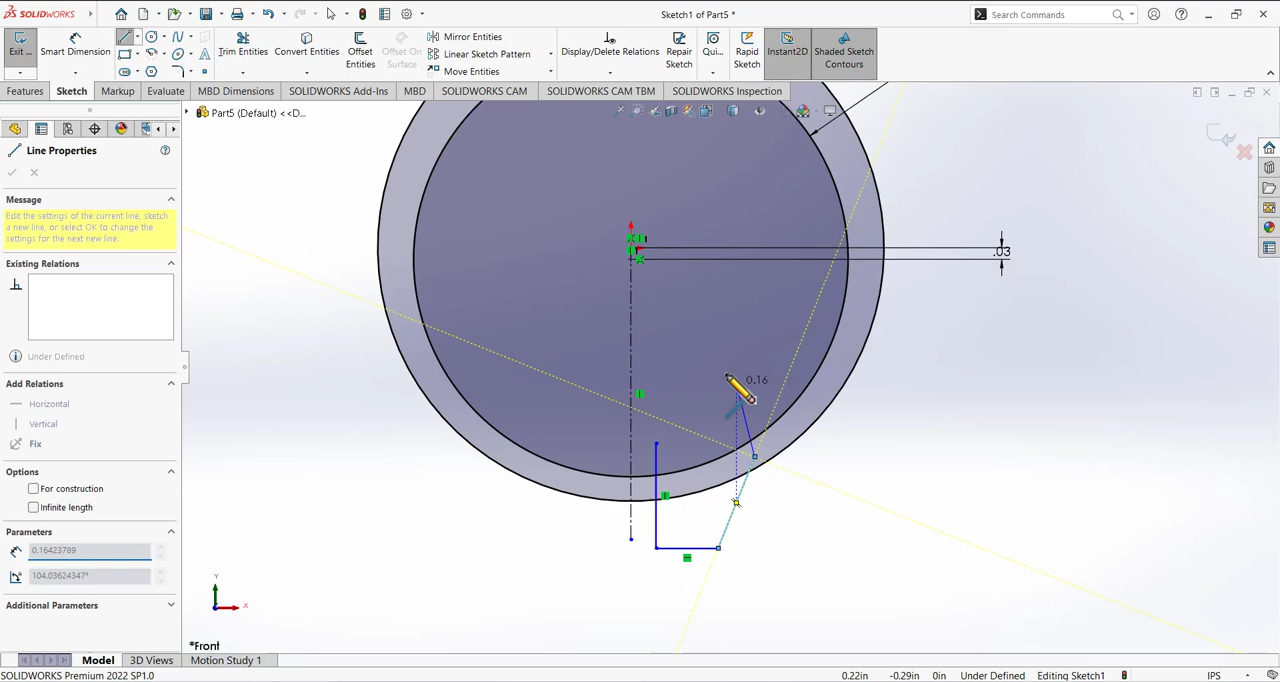 SOLIDWORKS
Sketch1 of Part5 *
Search Commands
Exit ...
Smart Dimension
Trim Entities
Convert Entities
Offset Entities
Offset On Surface
Mirror Entities
Linear Sketch Pattern
Move Entities
Display/Delete Relations
Repair Sketch
Qui...
Rapid Sketch
Instant2D
Shaded Sketch Contours
Features
Sketch
Markup
Evaluate
SOLIDWORKS Add-Ins
MBD
SOLIDWORKS CAM
SOLIDWORKS CAM TBM
SOLIDWORKS Inspection
Part5 (Default) <<D...
Line Properties
Message
Edit the settings of the current line, sketch
a new line, or select OK to change the
settings for the next new line.
Existing Relations
Under Defined
Add Relations
Horizontal
Vertical
Fix
Options
For construction
Infinite length
Parameters
0.16423789
104.03624347°
Additional Parameters
.03
0.16
Y
X
*Front
Model
3D Views
Motion Study 1
SOLIDWORKS Premium 2022 SP1.0
0.22in
-0.29in
0in
Under Defined
Editing Sketch1
IPS